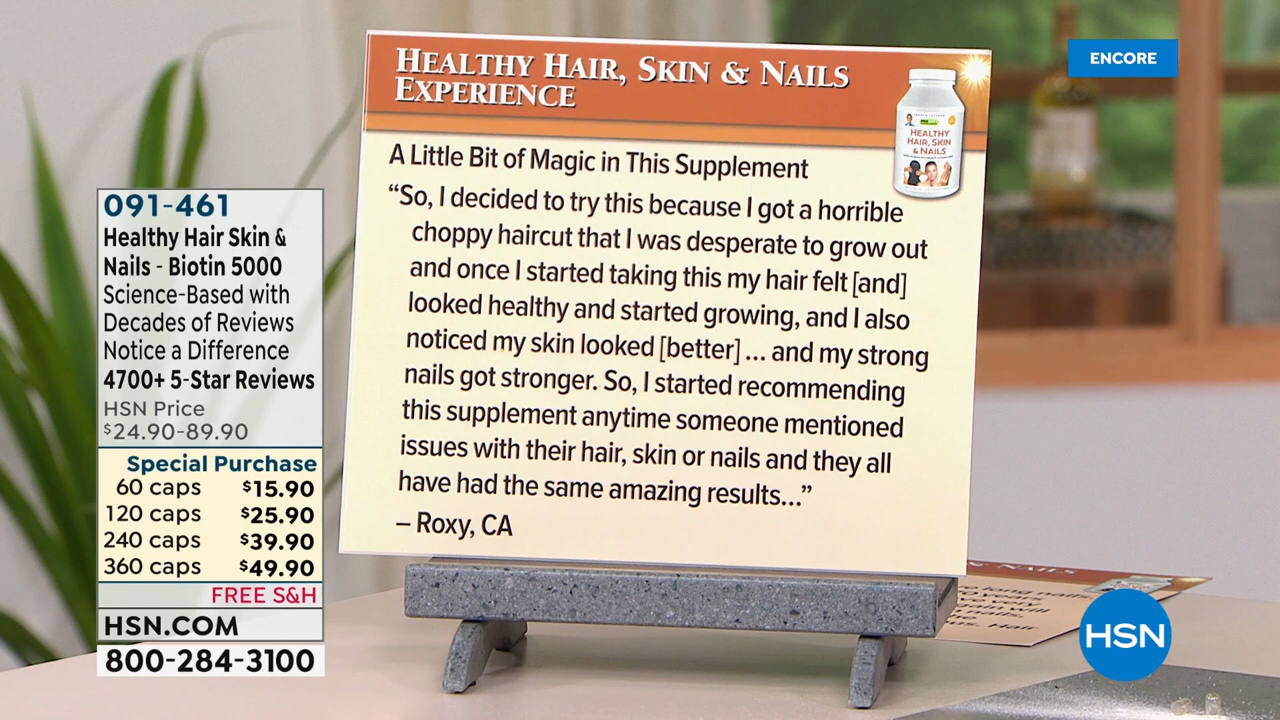 ENCORE
HEALTHY HAIR, SKIN & NAILS
EXPERIENCE
HEALTHY
HAIR, SKIN
& NAILS
A Little Bit of Magic in This Supplement
“So, I decided to try this because I got a horrible
choppy haircut that I was desperate to grow out
and once I started taking this my hair felt [and]
looked healthy and started growing, and I also
noticed my skin looked [better] ... and my strong
nails got stronger. So, I started recommending
this supplement anytime someone mentioned
issues with their hair, skin or nails and they all
have had the same amazing results...”
– Roxy, CA
091-461
Healthy Hair Skin &
Nails - Biotin 5000
Science-Based with
Decades of Reviews
Notice a Difference
4700+ 5-Star Reviews
HSN Price
$24.90-89.90
Special Purchase
60 caps $15.90
120 caps $25.90
240 caps $39.90
360 caps $49.90
FREE S&H
HSN.COM
800-284-3100
& NAILS
HSN